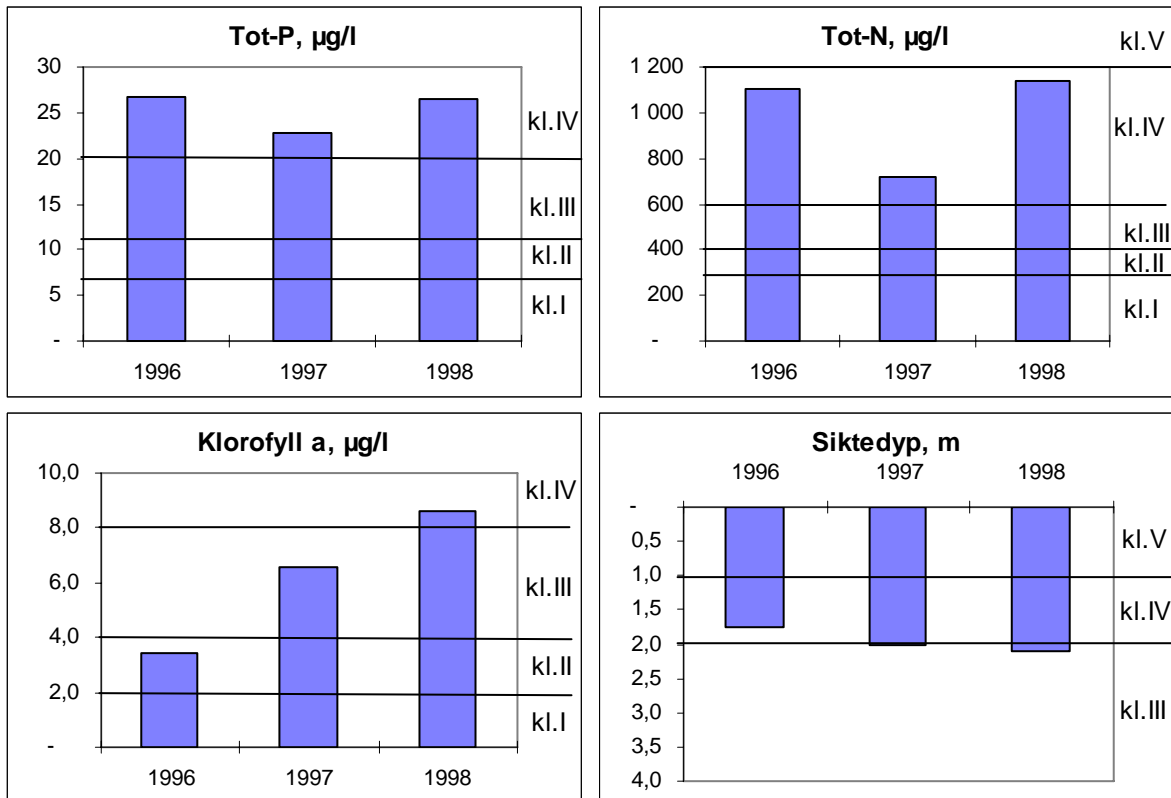 Tot-P, µg/l
30
25
20
15
10
5
-
kl.IV
kl.III
kl.II
kl.I
1996 1997 1998
Tot-N, µg/l
kl.V
1 200
1 000
800
600
400
200
-
kl.IV
kl.III
kl.II
kl.I
1996 1997 1998
Klorofyll a, µg/l
10,0
8,0
6,0
4,0
2,0
-
kl.IV
kl.III
kl.II
kl.I
1996 1997 1998
Siktedyp, m
1996 1997 1998
-
0,5
1,0
1,5
2,0
2,5
3,0
3,5
4,0
kl.V
kl.IV
kl.III